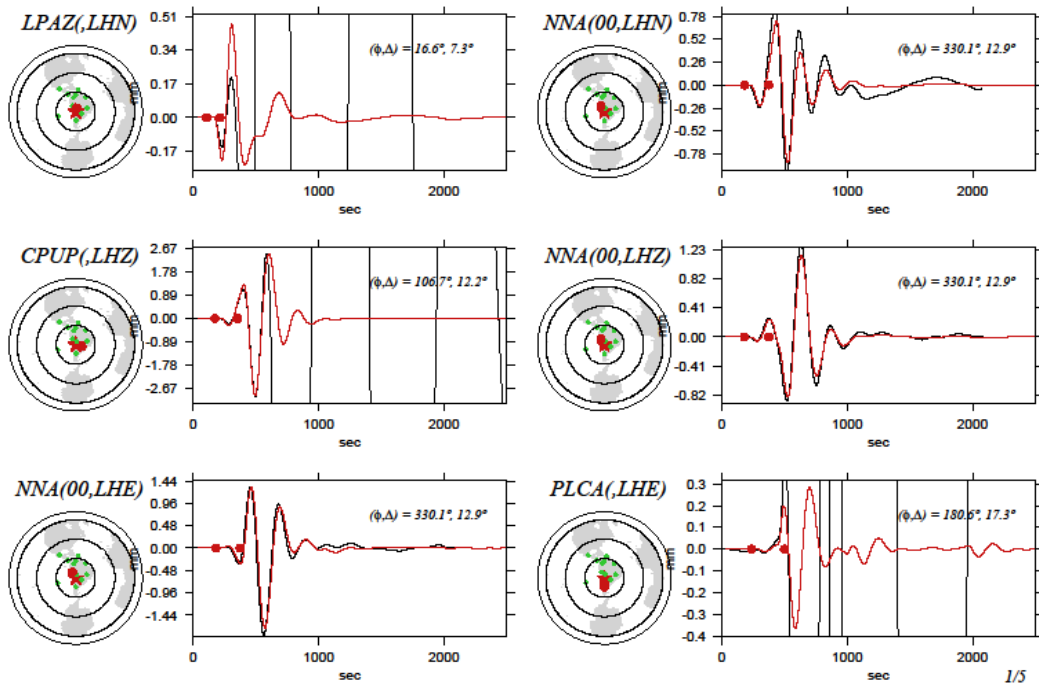 LPAZ(,LHN)
0.51
0.34
0.17
0.00
-0.17
mm
(ϕ,Δ) = 16.6°, 7.3°
0 1000 2000
sec
NNA(00,LHN)
0.78
0.52
0.26
0.00
-0.28
-0.52
-0.78
mm
(ϕ,Δ) = 330.1°, 12.9°
0 1000 2000
sec
CPUP(,LHZ)
2.67
1.78
0.89
0.00
-0.89
-1.78
-2.67
mm
(ϕ,Δ) = 106.7°, 12.2°
0 1000 2000
sec
NNA(00,LHZ)
1.23
0.82
0.41
0.00
-0.41
-0.82
mm
(ϕ,Δ) = 330.1°, 12.9°
0 1000 2000
sec
NNA(00,LHE)
1.44
0.96
0.48
0.00
-0.48
-0.96
-1.44
mm
(ϕ,Δ) = 330.1°, 12.9°
0 1000 2000
sec
PLCA(,LHE)
0.3
0.2
0.1
0.0
-0.1
-0.2
-0.3
-0.4
mm
(ϕ,Δ) = 180.6°, 17.3°
0 1000 2000
sec
1/5